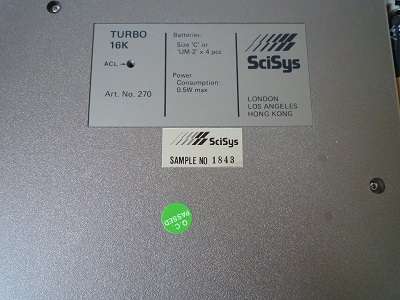 TURBO
16K
ACL
Art. No. 270
Batteries:
Size 'C' or
'UM-2' x 4 pcs
Power
Consumption:
0.5W max
SciSys
LONDON
LOS ANGELES
HONG KONG
SciSys
SAMPLE NO 1843
Q.C
PASSED